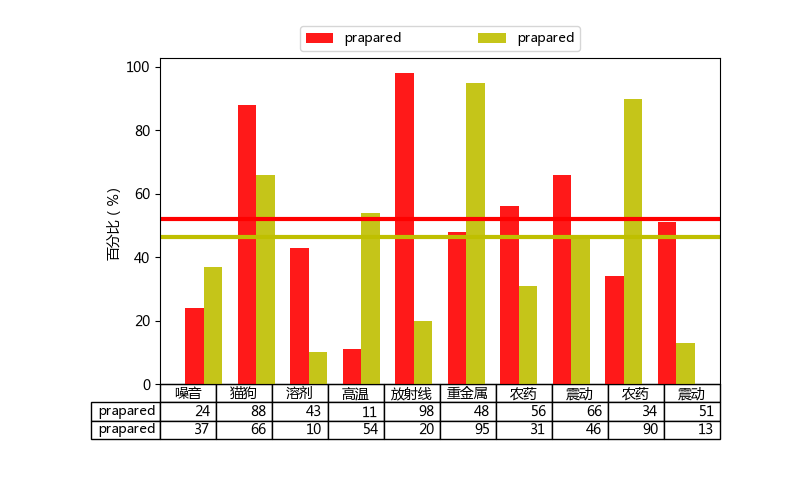 prapared prapared
100
80
60
40
20
0
百分比（%）
噪音 猫狗 溶剂 高温 放射线 重金属 农药 震动 农药 震动
prapared 24 88 43 11 98 48 56 66 34 51
prapared 37 66 10 54 20 95 31 46 90 13